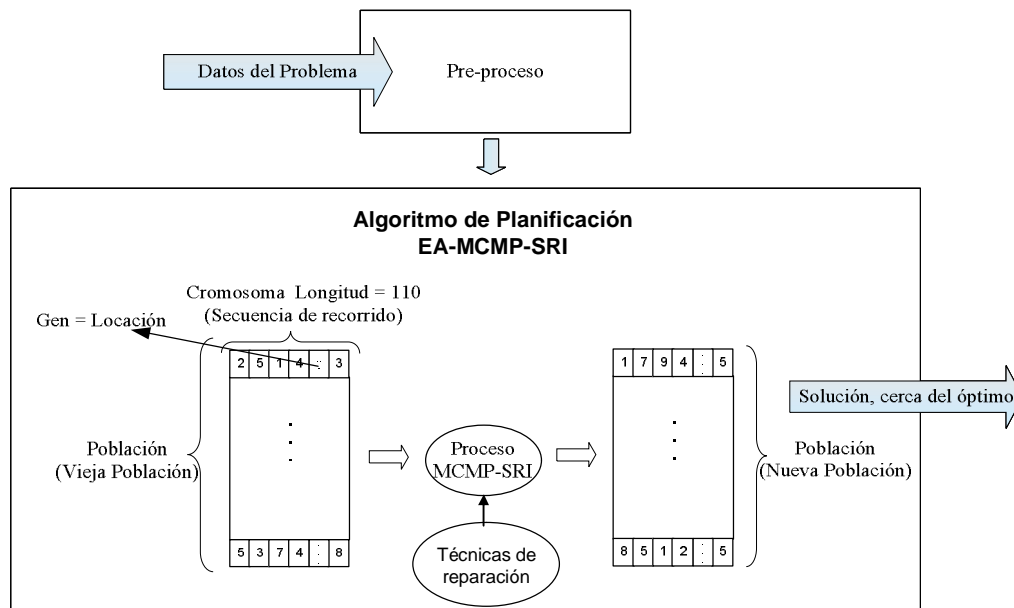 Datos del Problema
Pre-proceso
Algoritmo de Planificación
EA-MCMP-SRI
Cromosoma Longitud = 110
(Secuencia de recorrido)
Gen = Locación
2 5 1 4 : 3
1 7 9 4 : 5
Solución, cerca del óptimo
Población
(Vieja Población)
Proceso
MCMP-SRI
Población
(Nueva Población)
5 3 7 4 : 8
Técnicas de
reparación
8 5 1 2 : 5